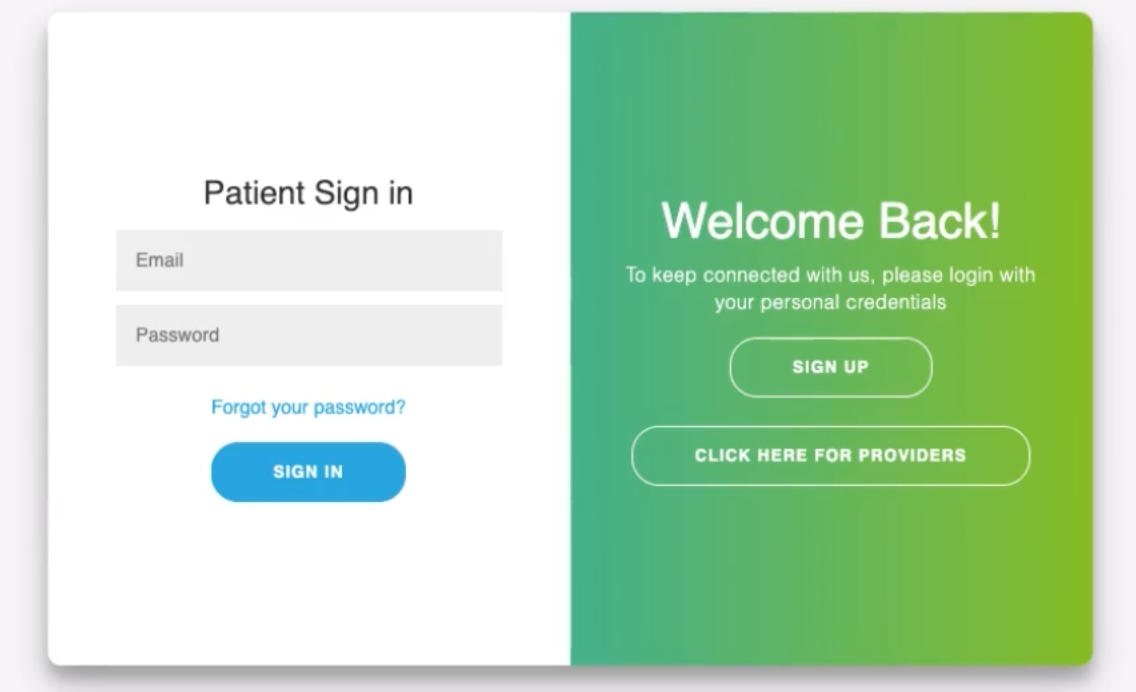 Patient Sign in
Email
Password
Forgot your password?
SIGN IN
Welcome Back!
To keep connected with us, please login with
your personal credentials
SIGN UP
CLICK HERE FOR PROVIDERS